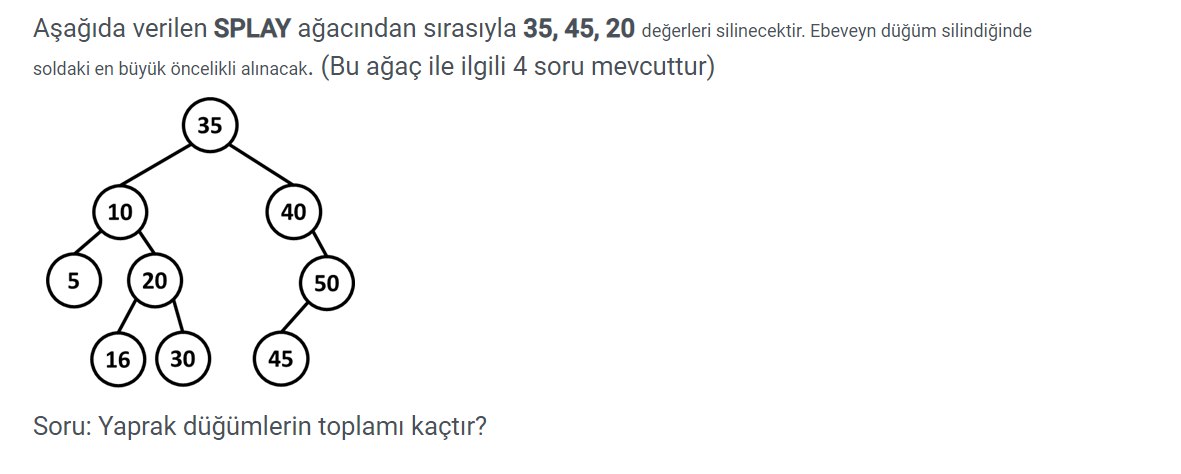 Aşağıda verilen SPLAY ağacından sırasıyla 35, 45, 20 değerleri silinecektir. Ebeveyn düğüm silindiğinde
soldaki en büyük öncelikli alınacak. (Bu ağaç ile ilgili 4 soru mevcuttur)
35
10 40
5 20 50
16 30 45
Soru: Yaprak düğümlerin toplamı kaçtır?